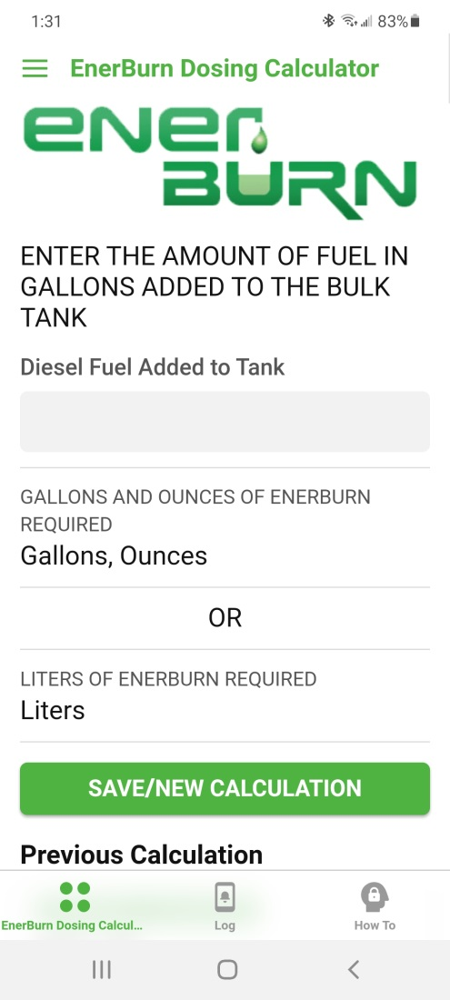 1:31
83%
EnerBurn Dosing Calculator
ener
BURN
ENTER THE AMOUNT OF FUEL IN
GALLONS ADDED TO THE BULK
TANK
Diesel Fuel Added to Tank
GALLONS AND OUNCES OF ENERBURN
REQUIRED
Gallons, Ounces
OR
LITERS OF ENERBURN REQUIRED
Liters
SAVE/NEW CALCULATION
Previous Calculation
EnerBurn Dosing Calcul...
Log
How To